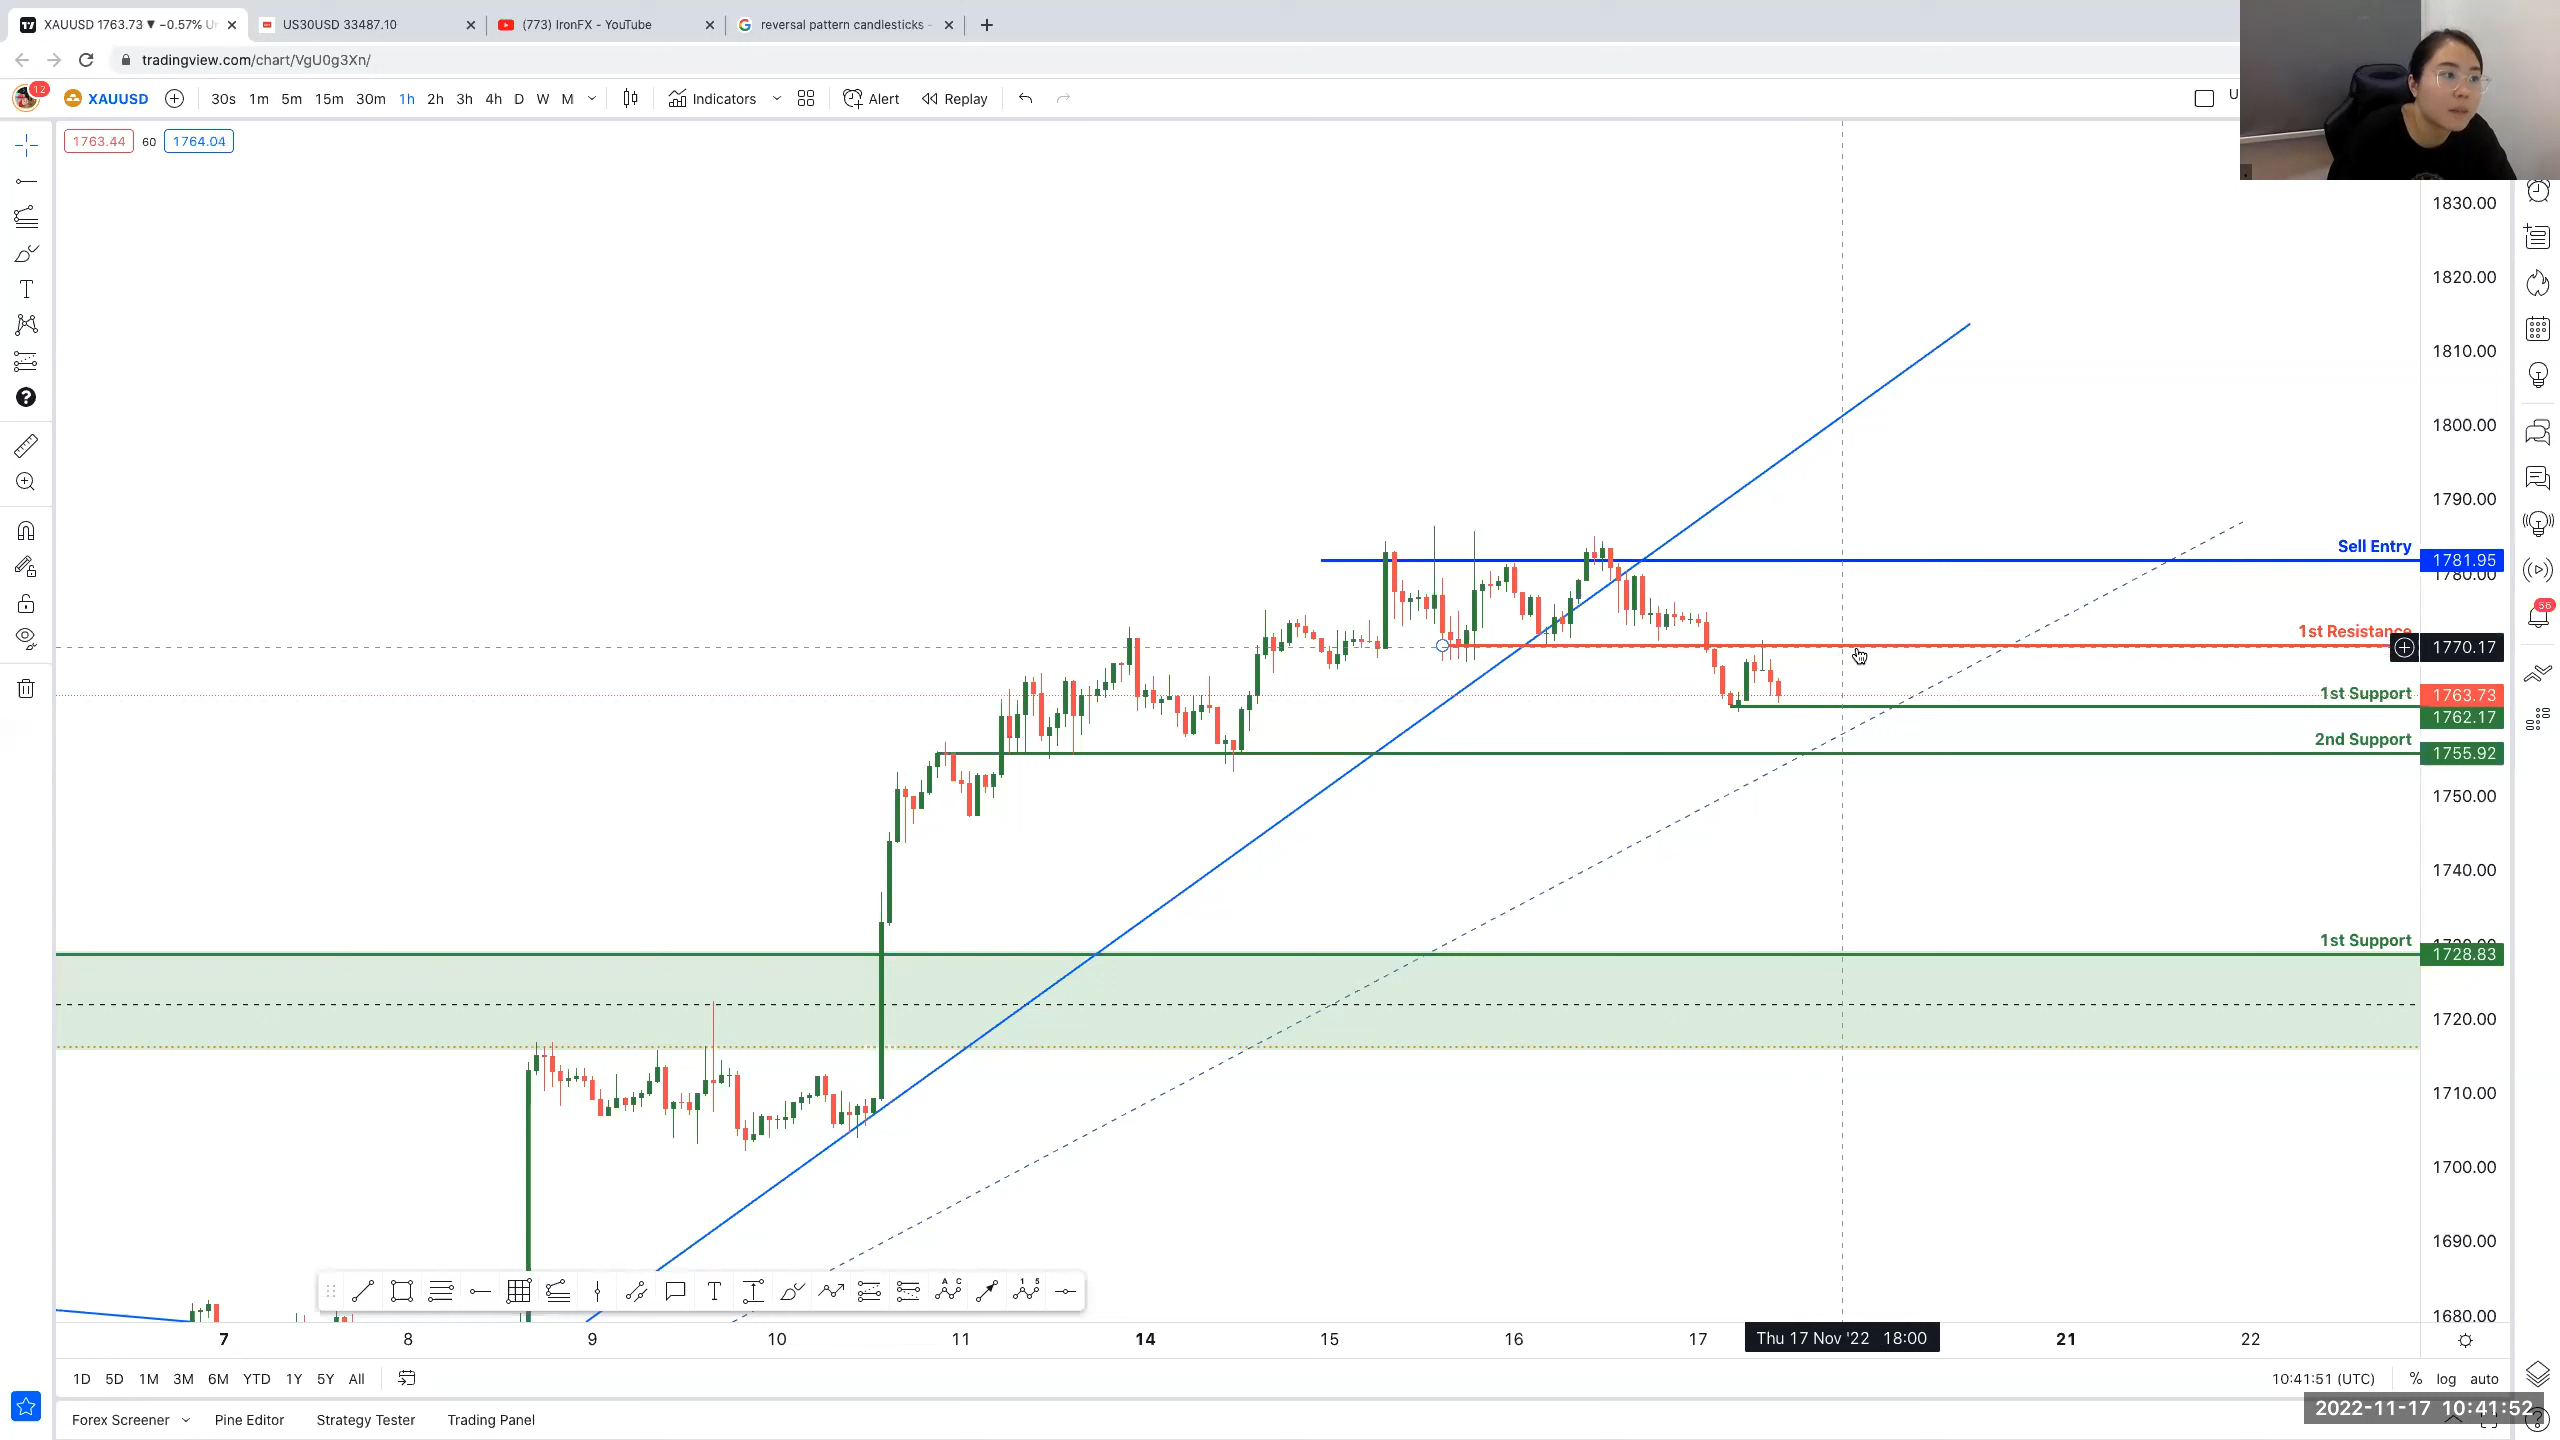 XAUUSD 1763.73 ▼ −0.57% U
US30USD 33487.10
(773) IronFX - YouTube
reversal pattern candlesticks -
tradingview.com/chart/VgU0g3Xn/
12
XAUUSD 30s 1m 5m 15m 30m 1h 2h 3h 4h D W M Indicators Alert Replay U
1763.44 60 1764.04
1830.00
1820.00
1810.00
1800.00
1790.00
Sell Entry 1781.95
1780.00
56
1st Resistance
1770.17
1st Support 1763.73
1762.17
2nd Support 1755.92
1750.00
1740.00
1st Support 1728.83
1720.00
1710.00
1700.00
1690.00
A C 1 5
1680.00
7 8 9 10 11 14 15 16 17 Thu 17 Nov '22 18:00 21 22
1D 5D 1M 3M 6M YTD 1Y 5Y All 10:41:51 (UTC) % log auto
2022-11-17 10:41:52
Forex Screener Pine Editor Strategy Tester Trading Panel